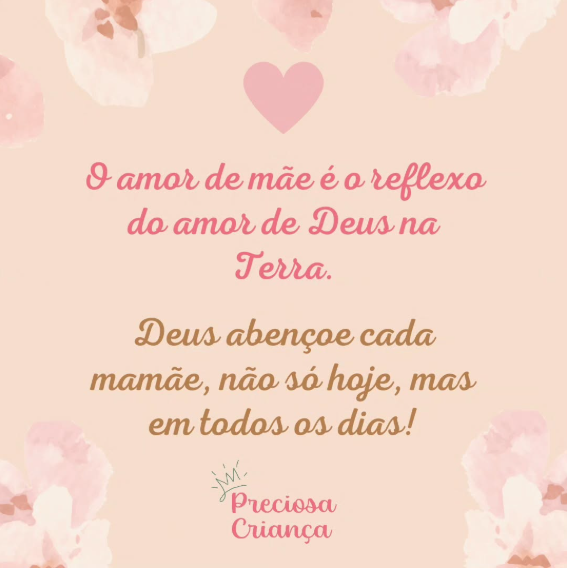 O amor de mãe é o reflexo
do amor de Deus na
Terra.
Deus abençoe cada
mamãe, não só hoje, mas
em todos os dias!
Preciosa
Criança